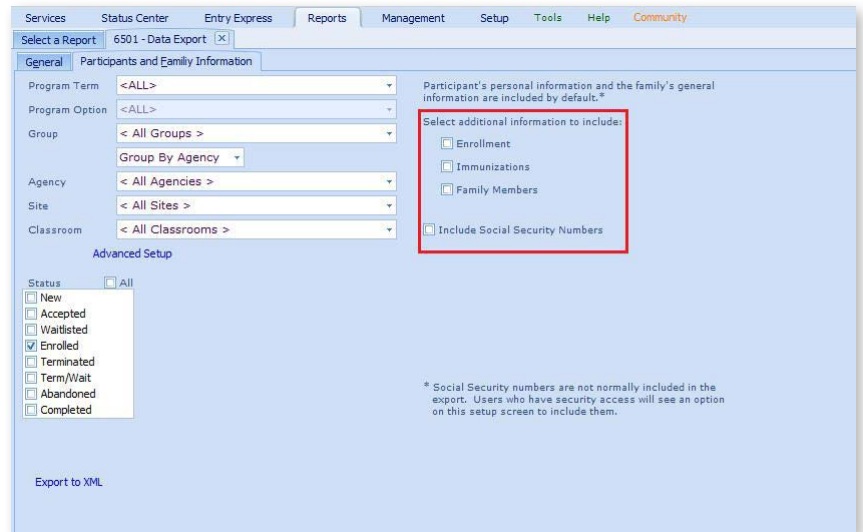 Services Status Center Entry Express Reports Management Setup Tools Help Community
Select a Report 6501 - Data Export
General Participants and Familiy Information
Program Term <ALL>
Program Option <ALL>
Group < All Groups >
Group By Agency
Agency < All Agencies >
Site < All Sites >
Classroom < All Classrooms >
Advanced Setup
Status All
New
Accepted
Waitlisted
Enrolled
Terminated
Term/Wait
Abandoned
Completed
Export to XML
Participant's personal information and the family's general
information are included by default.*
Select additional information to include:
Enrollment
Immunizations
Family Members
Include Social Security Numbers
* Social Security numbers are not normally included in the
export. Users who have security access will see an option
on this setup screen to include them.